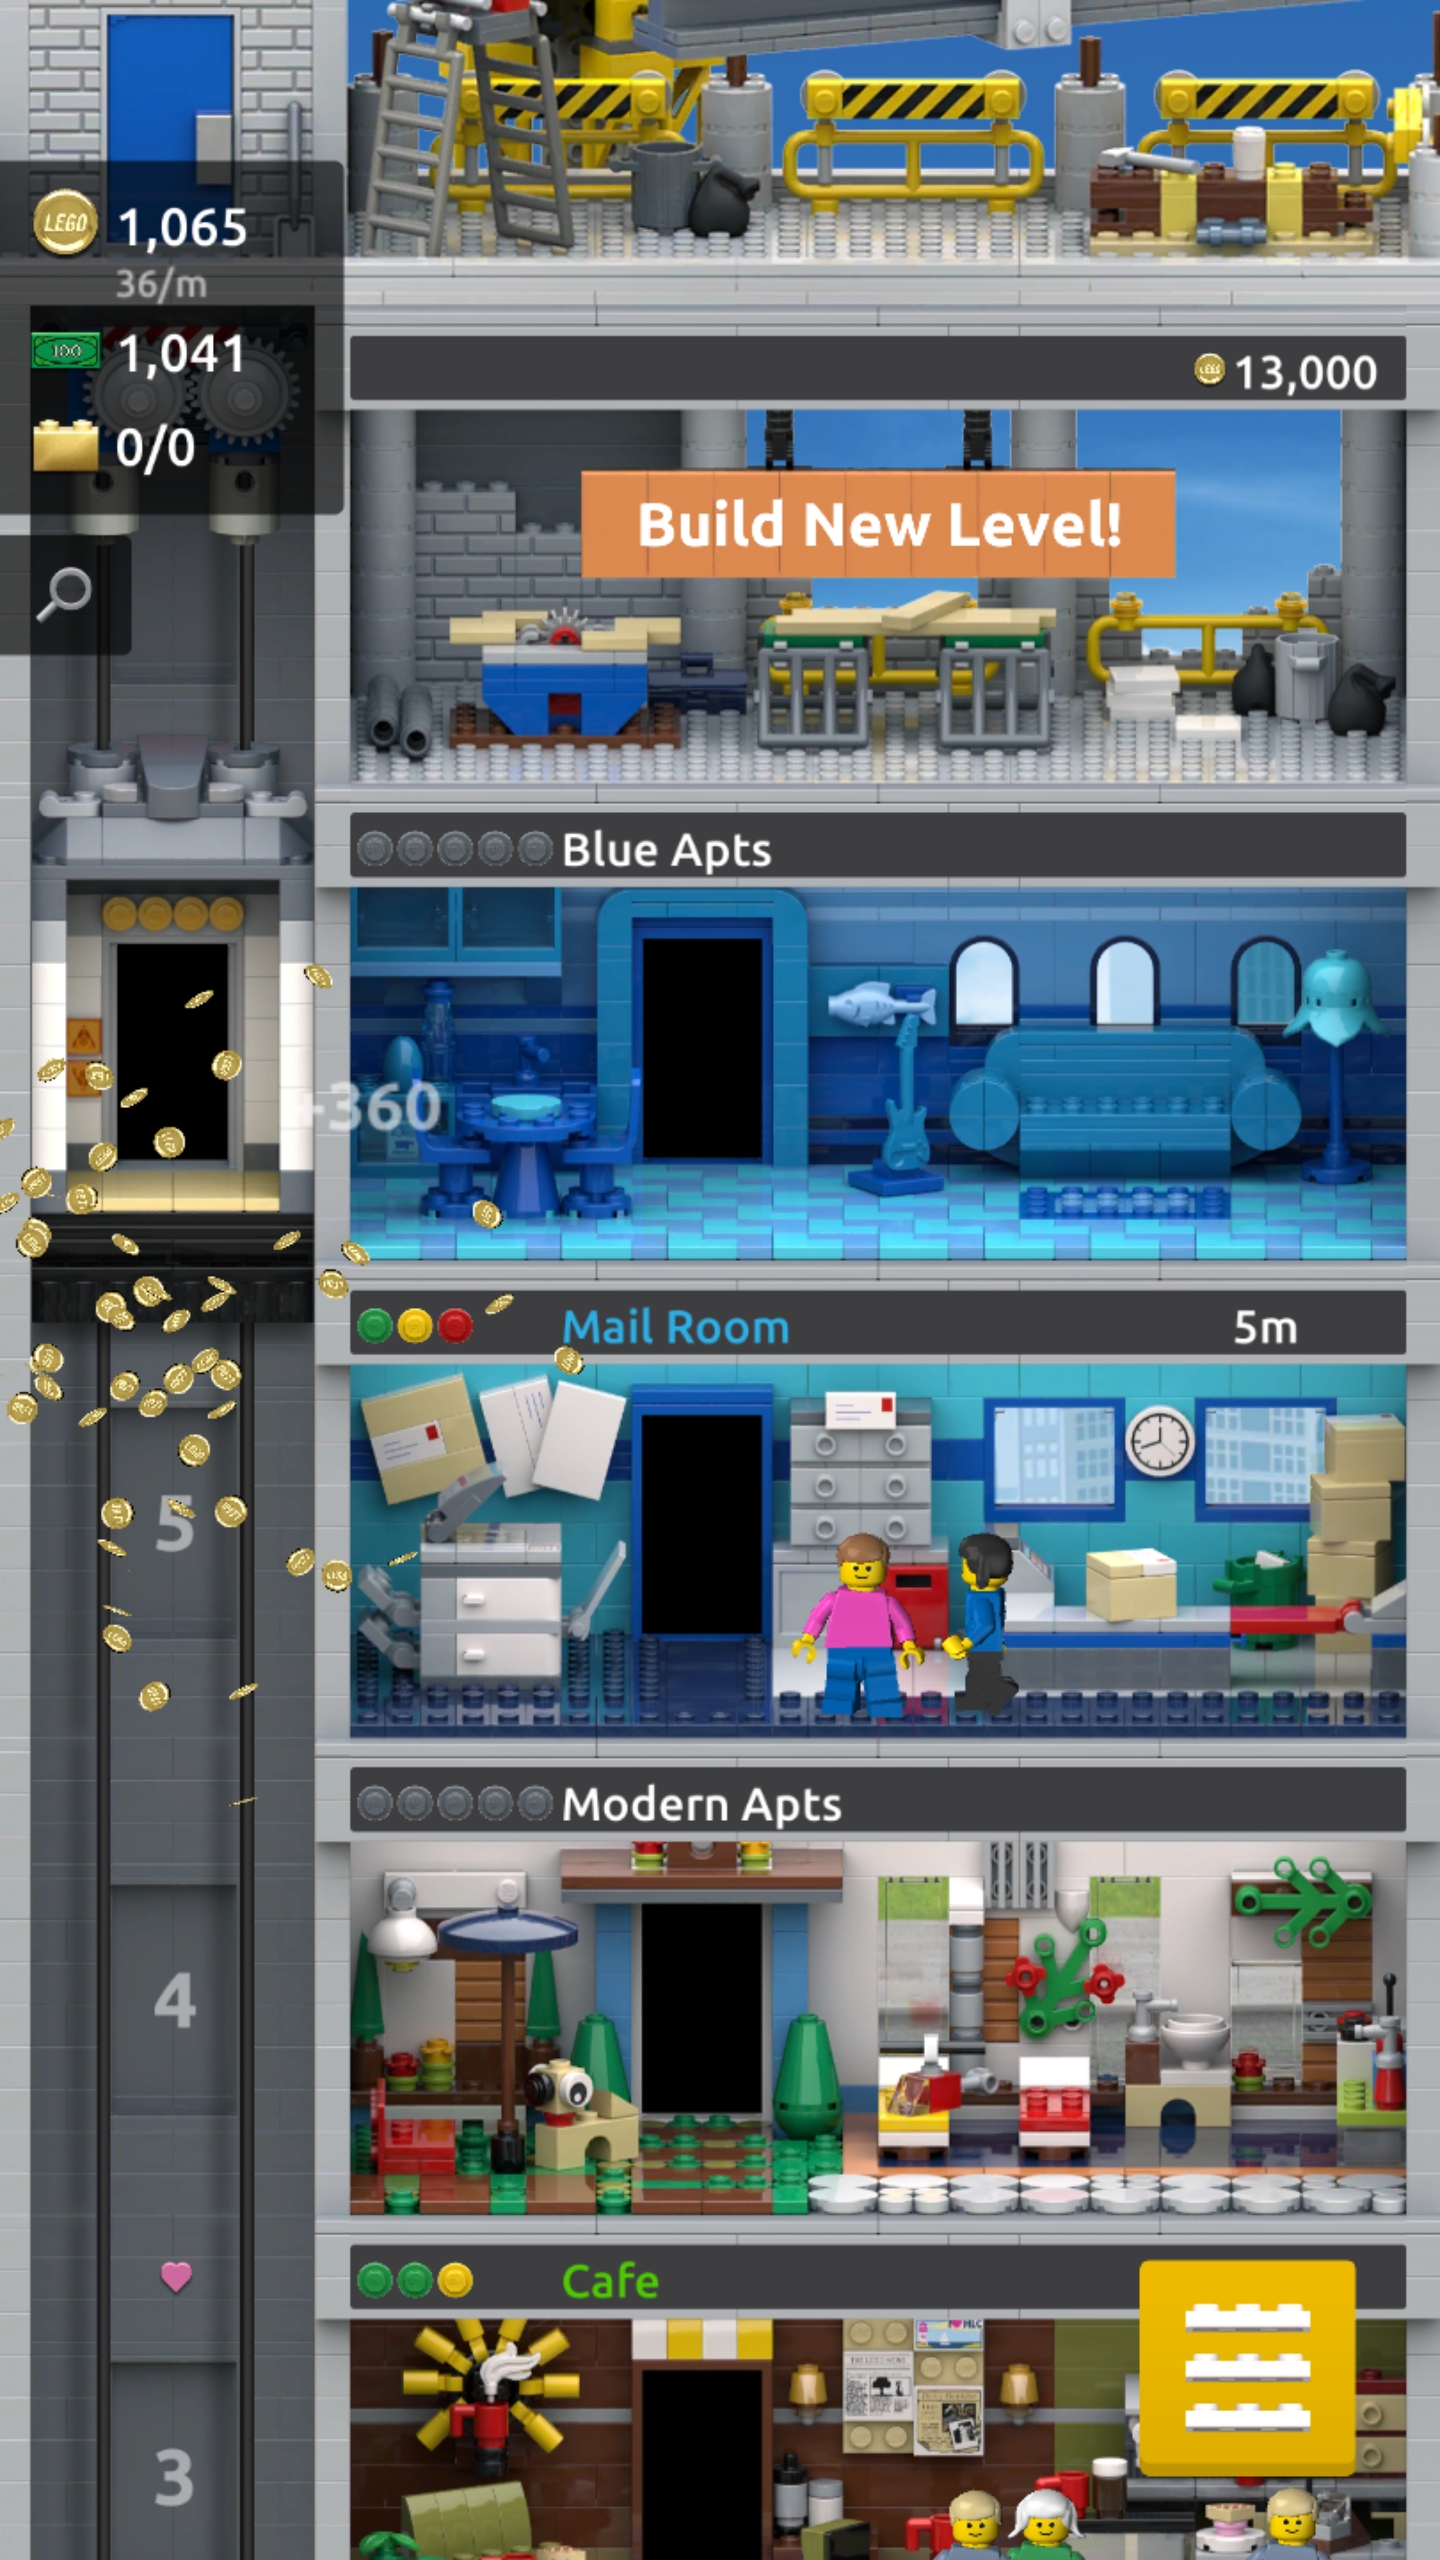 LEGO 1,065
36/m
100 1,041
0/0
13,000
Build New Level!
Blue Apts
+360
Mail Room 5m
5
Modern Apts
4
Cafe
3